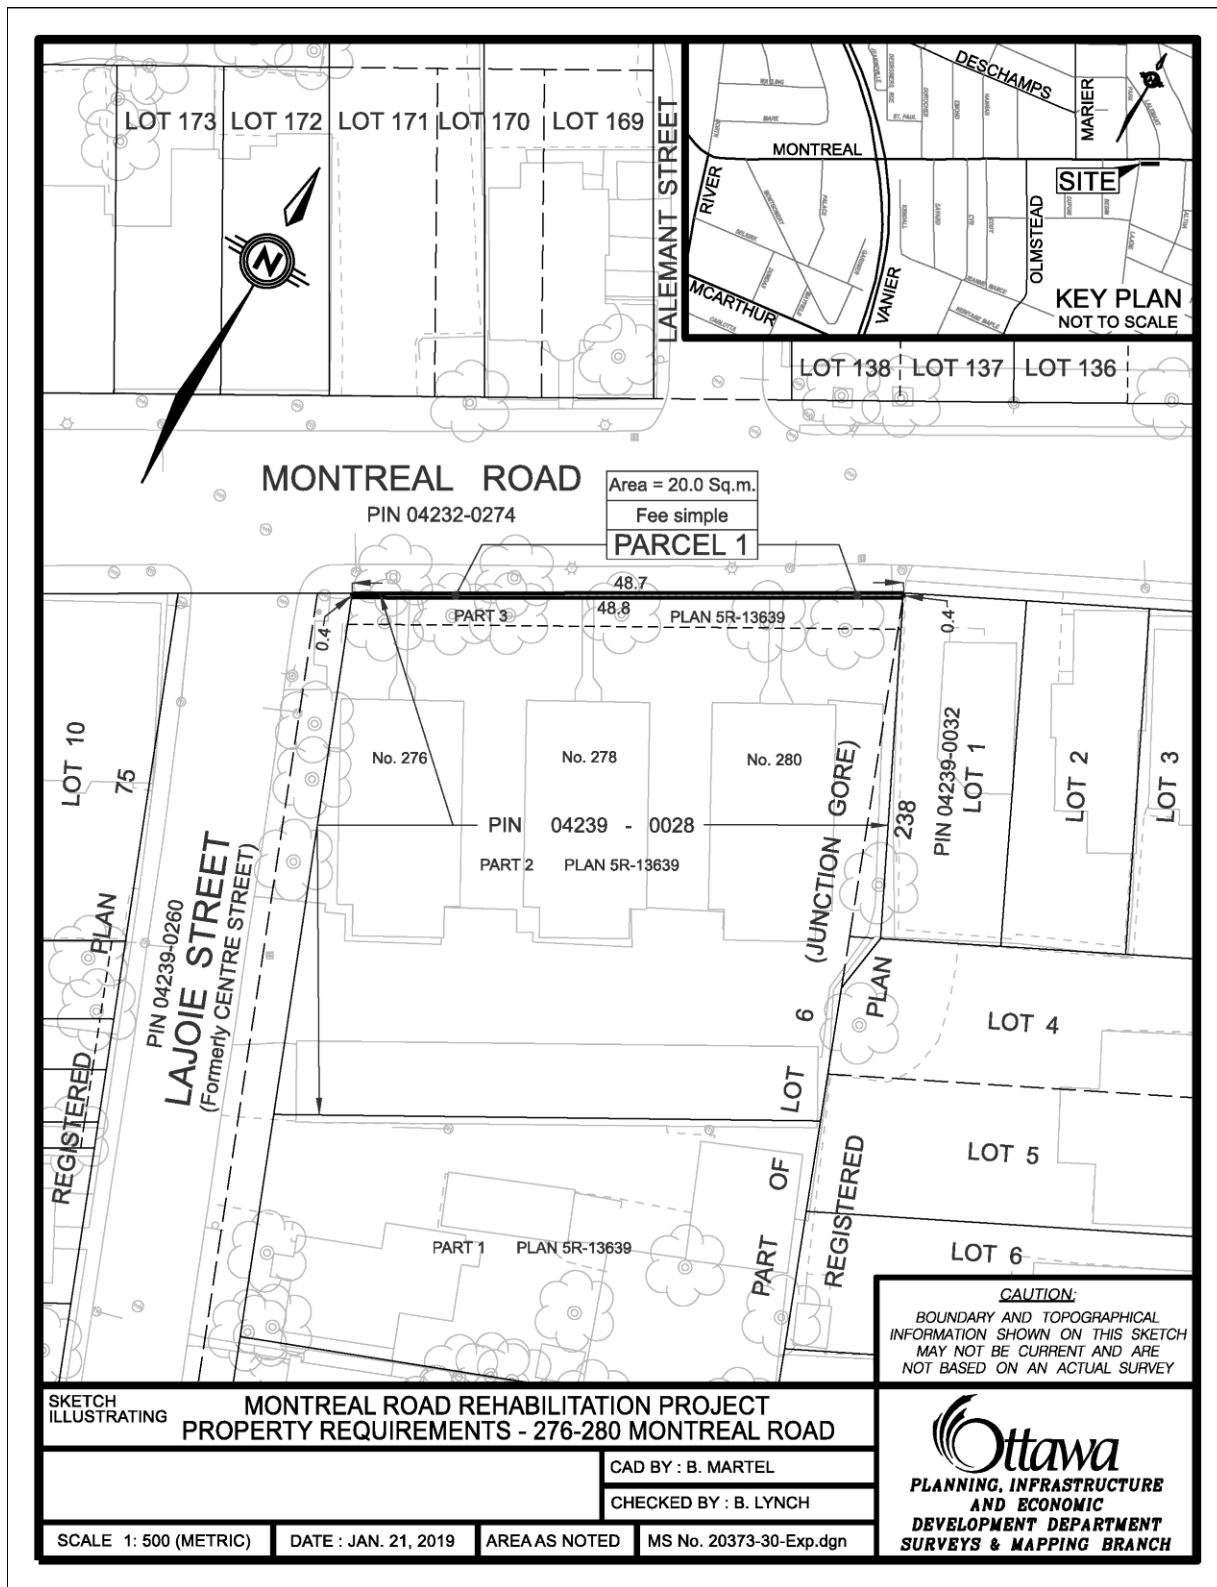 LOT 173
LOT 172
LOT 171
LOT 170
LOT 169
LALEMANT STREET
N
DESCHAMPS
MARIER
MONTREAL
SITE
RIVER
OLMSTEAD
VANIER
MCARTHUR
ST. PAUL
KEY PLAN
NOT TO SCALE
LOT 138
LOT 137
LOT 136
MONTREAL ROAD
PIN 04232-0274
Area = 20.0 Sq.m.
Fee simple
PARCEL 1
48.7
48.8
0.4
0.4
PART 3
PLAN 5R-13639
No. 276
No. 278
No. 280
PIN 04239 - 0028
PART 2 PLAN 5R-13639
LOT 10
75
REGISTERED PLAN
PIN 04239-0260
LAJOIE STREET
(Formerly CENTRE STREET)
(JUNCTION GORE)
238
PIN 04239-0032
LOT 1
LOT 2
LOT 3
PART OF LOT 6
REGISTERED PLAN
LOT 4
LOT 5
LOT 6
PART 1 PLAN 5R-13639
CAUTION:
BOUNDARY AND TOPOGRAPHICAL
INFORMATION SHOWN ON THIS SKETCH
MAY NOT BE CURRENT AND ARE
NOT BASED ON AN ACTUAL SURVEY
SKETCH
ILLUSTRATING
MONTREAL ROAD REHABILITATION PROJECT
PROPERTY REQUIREMENTS - 276-280 MONTREAL ROAD
CAD BY : B. MARTEL
CHECKED BY : B. LYNCH
SCALE 1: 500 (METRIC)
DATE : JAN. 21, 2019
AREA AS NOTED
MS No. 20373-30-Exp.dgn
Ottawa
PLANNING, INFRASTRUCTURE
AND ECONOMIC
DEVELOPMENT DEPARTMENT
SURVEYS & MAPPING BRANCH